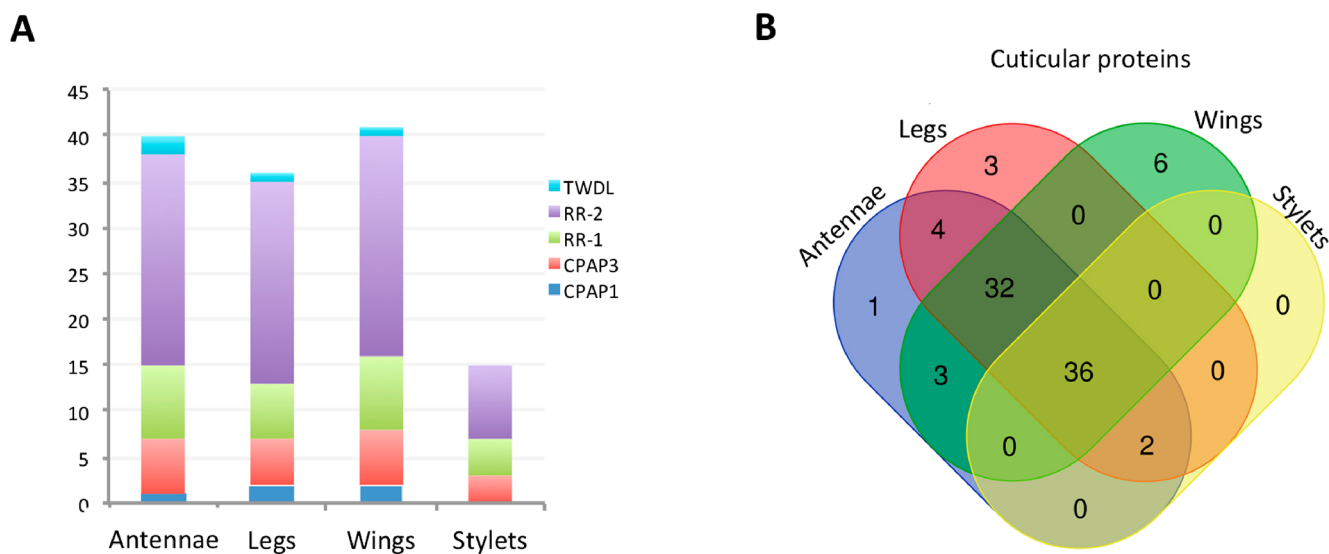 A
45
40
35
30
25
20
15
10
5
0
Antennae
Legs
Wings
Stylets
TWDL
RR-2
RR-1
CPAP3
CPAP1
B
Cuticular proteins
Legs
Wings
Antennae
Stylets
3
6
4
0
0
1
32
0
0
3
36
0
0
2
0